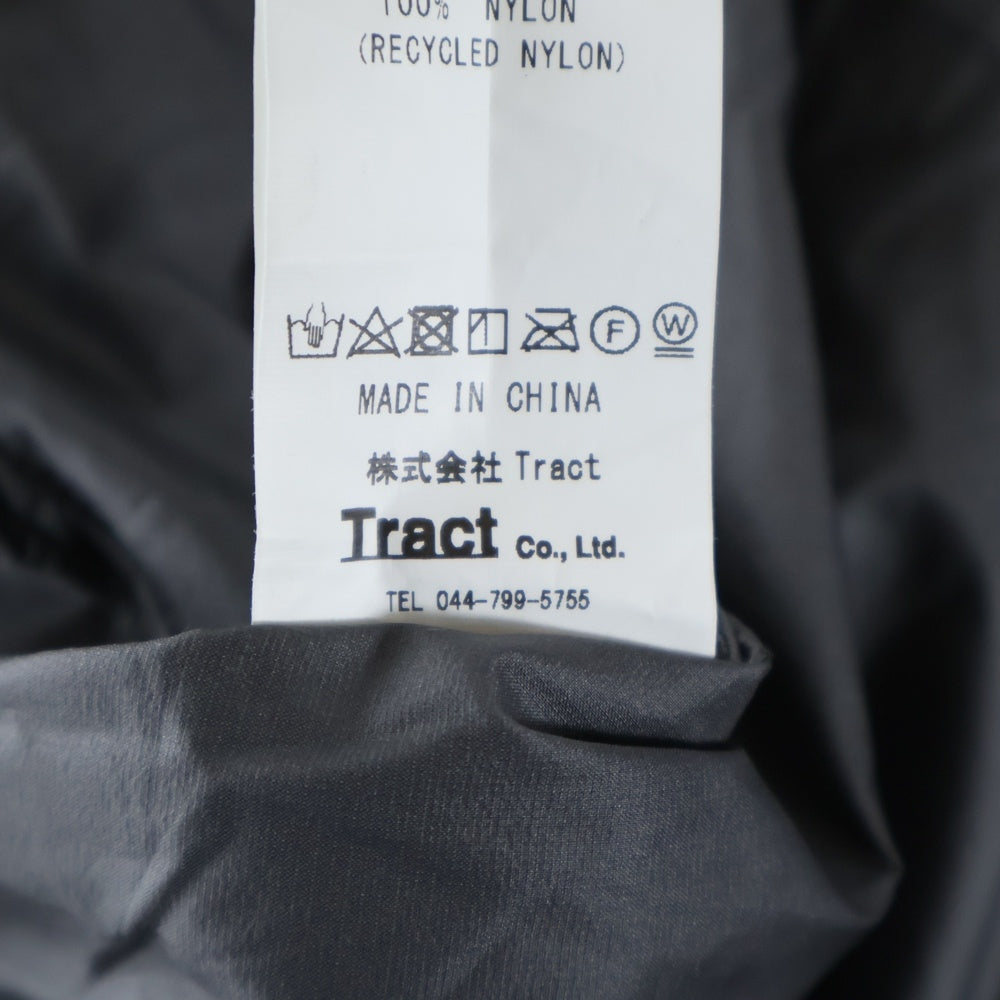 100% NYLON
(RECYCLED NYLON)
F W
MADE IN CHINA
株式会社 Tract
Tract Co., Ltd.
TEL 044-799-5755